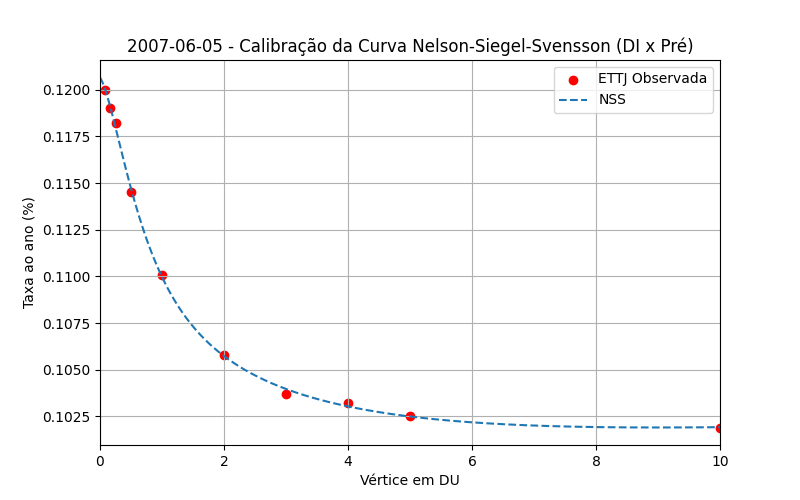 2007-06-05 - Calibração da Curva Nelson-Siegel-Svensson (DI x Pré)
ETTJ Observada
NSS
Taxa ao ano (%)
0.1200
0.1175
0.1150
0.1125
0.1100
0.1075
0.1050
0.1025
0 2 4 6 8 10
Vértice em DU